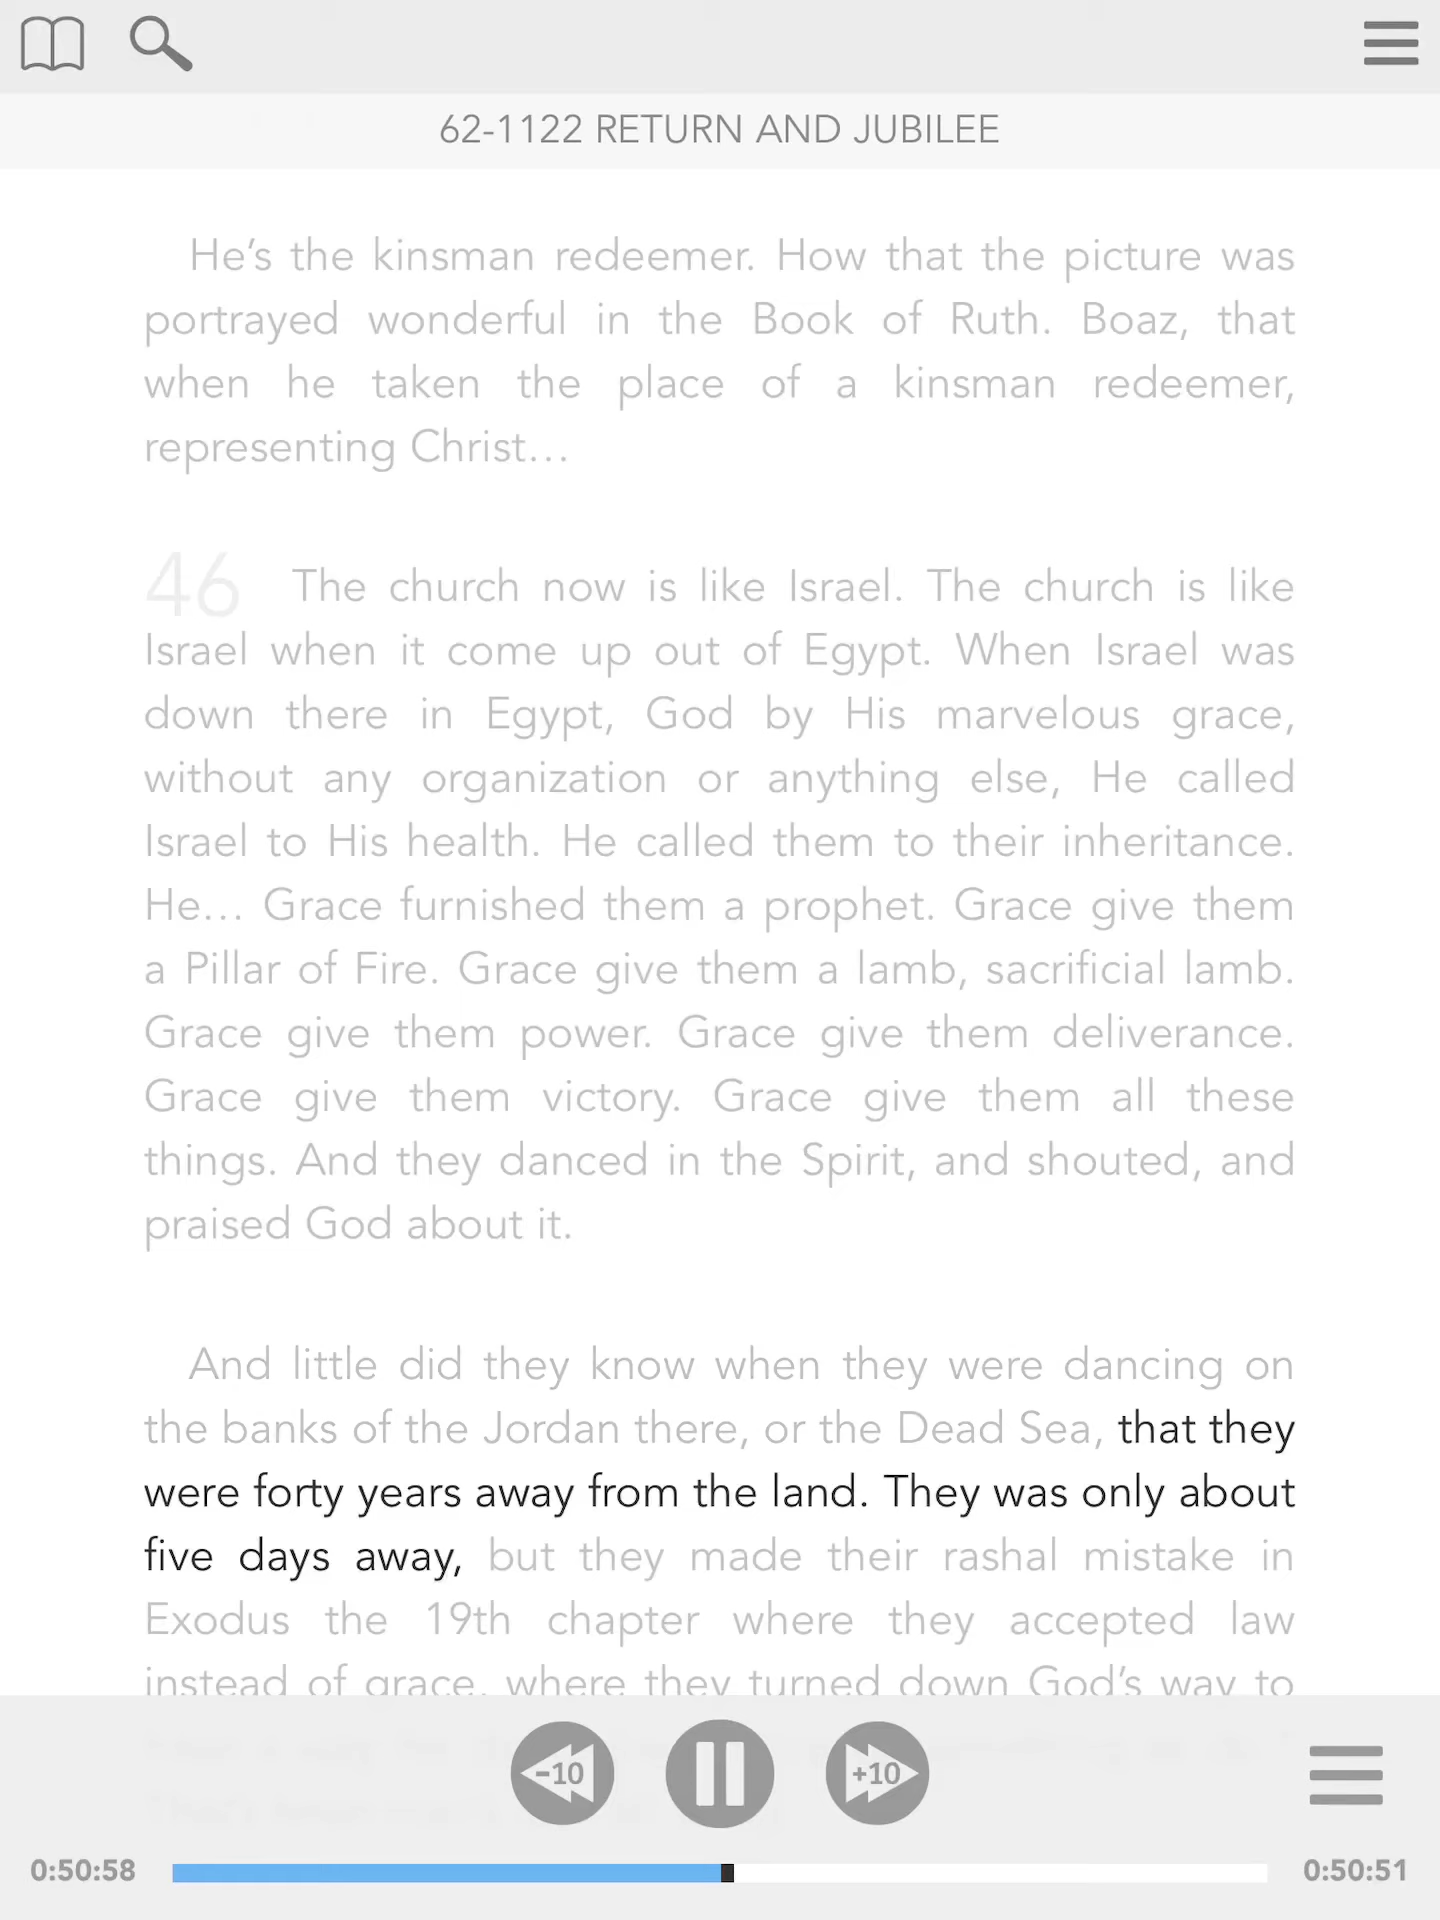 62-1122 RETURN AND JUBILEE
He's the kinsman redeemer. How that the picture was
portrayed wonderful in the Book of Ruth. Boaz, that
when he taken the place of a kinsman redeemer,
representing Christ…
46 The church now is like Israel. The church is like
Israel when it come up out of Egypt. When Israel was
down there in Egypt, God by His marvelous grace,
without any organization or anything else, He called
Israel to His health. He called them to their inheritance.
He… Grace furnished them a prophet. Grace give them
a Pillar of Fire. Grace give them a lamb, sacrificial lamb.
Grace give them power. Grace give them deliverance.
Grace give them victory. Grace give them all these
things. And they danced in the Spirit, and shouted, and
praised God about it.
And little did they know when they were dancing on
the banks of the Jordan there, or the Dead Sea, that they
were forty years away from the land. They was only about
five days away, but they made their rashal mistake in
Exodus the 19th chapter where they accepted law
instead of grace, where they turned down God's way to
-10 +10
0:50:58 0:50:51